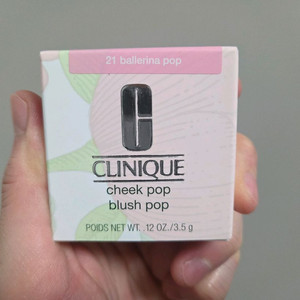 21 ballerina pop
CLINIQUE
cheek pop
blush pop
POIDS NET WT. .12 OZ./3.5 g